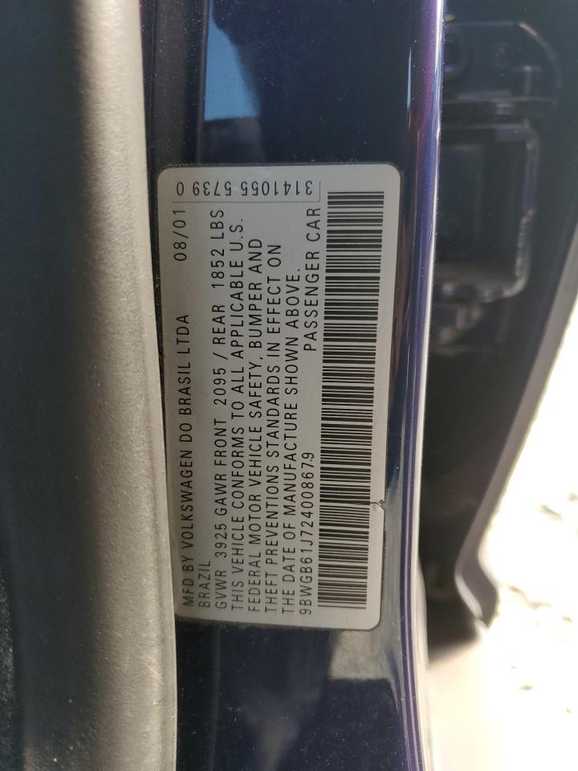 MFD BY VOLKSWAGEN DO BRASIL LTDA 08/01
BRAZIL
GVWR 3925 GAWR FRONT 2095 / REAR 1852 LBS
THIS VEHICLE CONFORMS TO ALL APPLICABLE U.S.
FEDERAL MOTOR VEHICLE SAFETY, BUMPER AND
THEFT PREVENTIONS STANDARDS IN EFFECT ON
THE DATE OF MANUFACTURE SHOWN ABOVE.
9BWGB61J724008679 PASSENGER CAR
3141055 5739 0